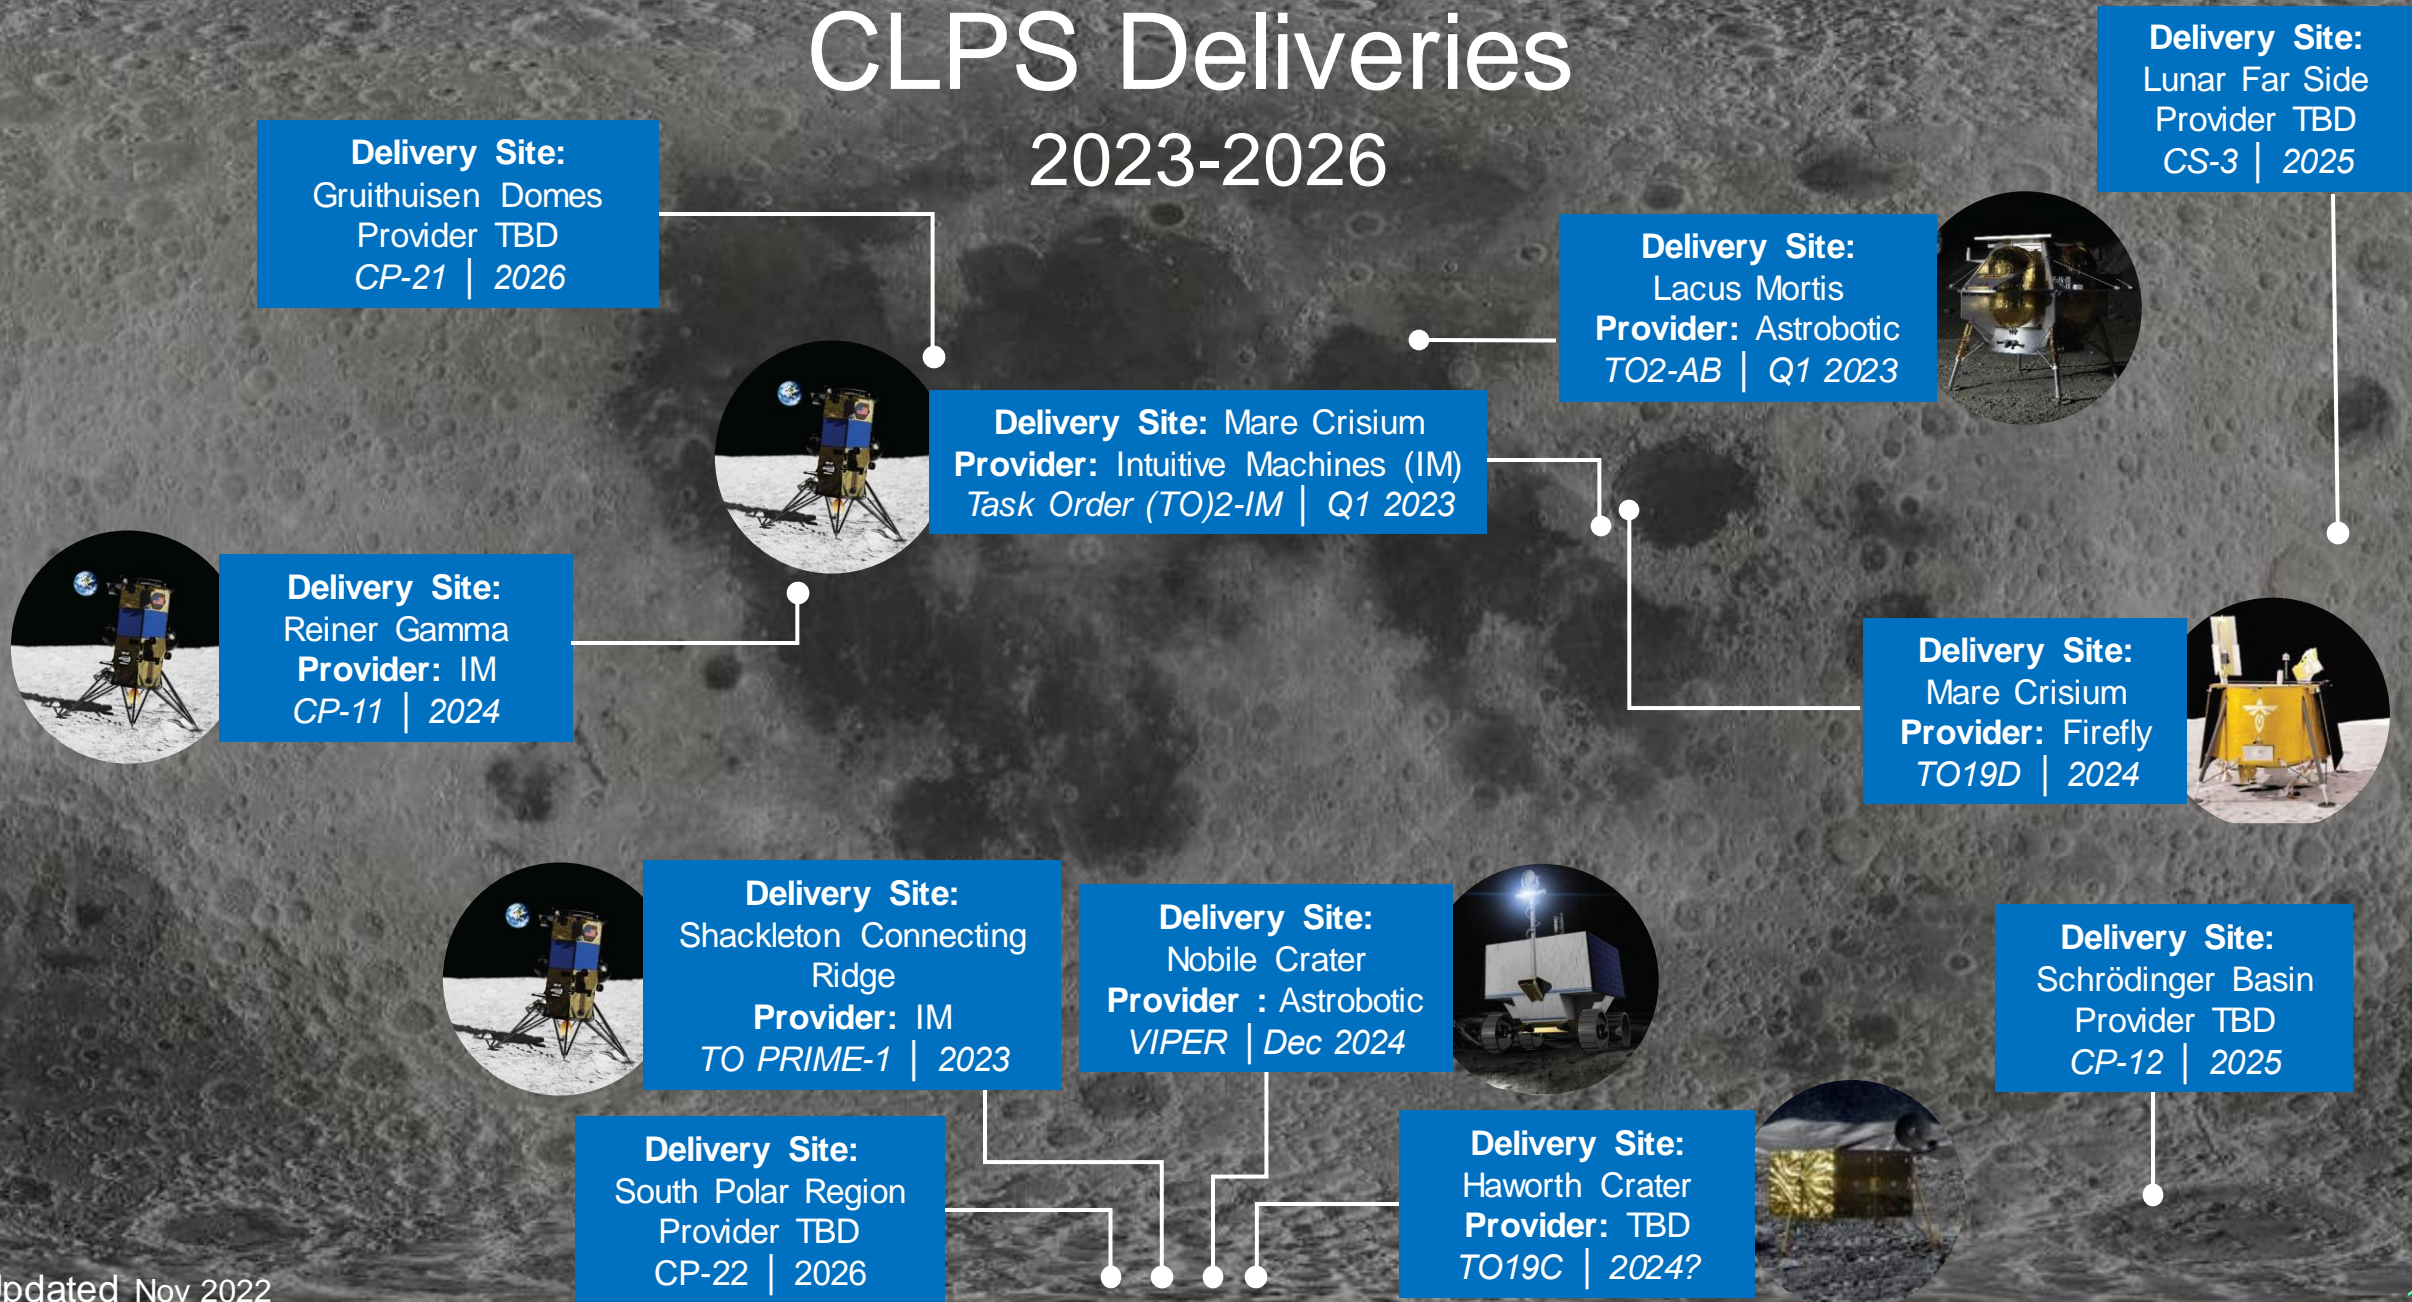 CLPS Deliveries
2023-2026
Delivery Site:
Lunar Far Side
Provider TBD
CS-3 | 2025
Delivery Site:
Gruithuisen Domes
Provider TBD
CP-21 | 2026
Delivery Site:
Lacus Mortis
Provider: Astrobotic
TO2-AB | Q1 2023
Delivery Site: Mare Crisium
Provider: Intuitive Machines (IM)
Task Order (TO)2-IM | Q1 2023
Delivery Site:
Reiner Gamma
Provider: IM
CP-11 | 2024
Delivery Site:
Mare Crisium
Provider: Firefly
TO19D | 2024
Delivery Site:
Shackleton Connecting
Ridge
Provider: IM
TO PRIME-1 | 2023
Delivery Site:
Nobile Crater
Provider : Astrobotic
VIPER | Dec 2024
Delivery Site:
Schrödinger Basin
Provider TBD
CP-12 | 2025
Delivery Site:
South Polar Region
Provider TBD
CP-22 | 2026
Delivery Site:
Haworth Crater
Provider: TBD
TO19C | 2024?
pdated Nov 2022